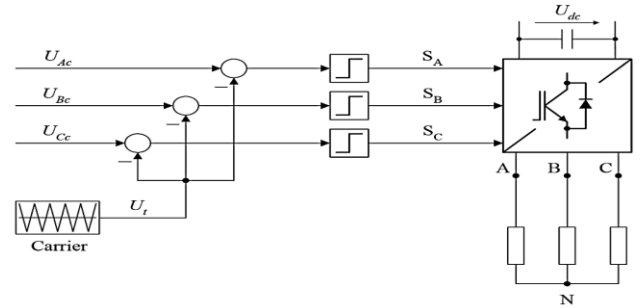 U_dc
U_Ac
S_A
U_Bc
S_B
U_Cc
S_C
A B C
U_t
Carrier
N